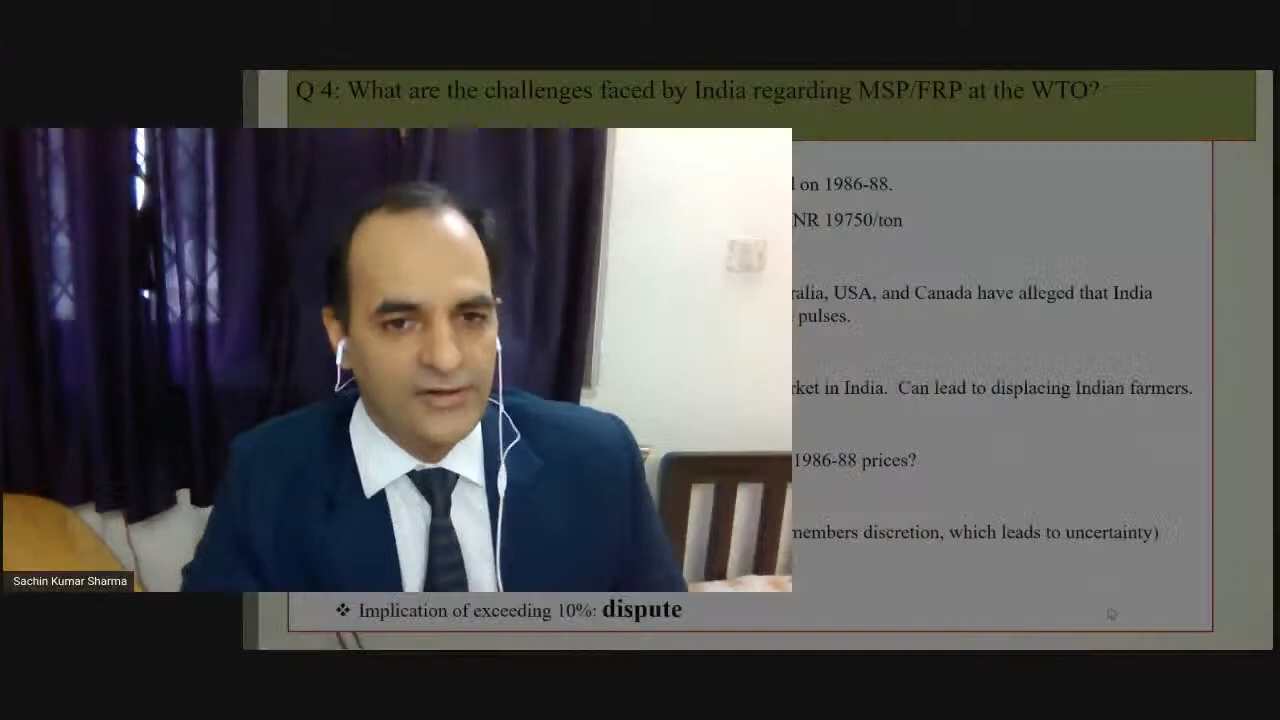 Q 4: What are the challenges faced by India regarding MSP/FRP at the WTO?
on 1986-88.
NR 19750/ton
ralia, USA, and Canada have alleged that India
pulses.
rket in India. Can lead to displacing Indian farmers.
1986-88 prices?
members discretion, which leads to uncertainty)
Sachin Kumar Sharma
❖ Implication of exceeding 10%: dispute